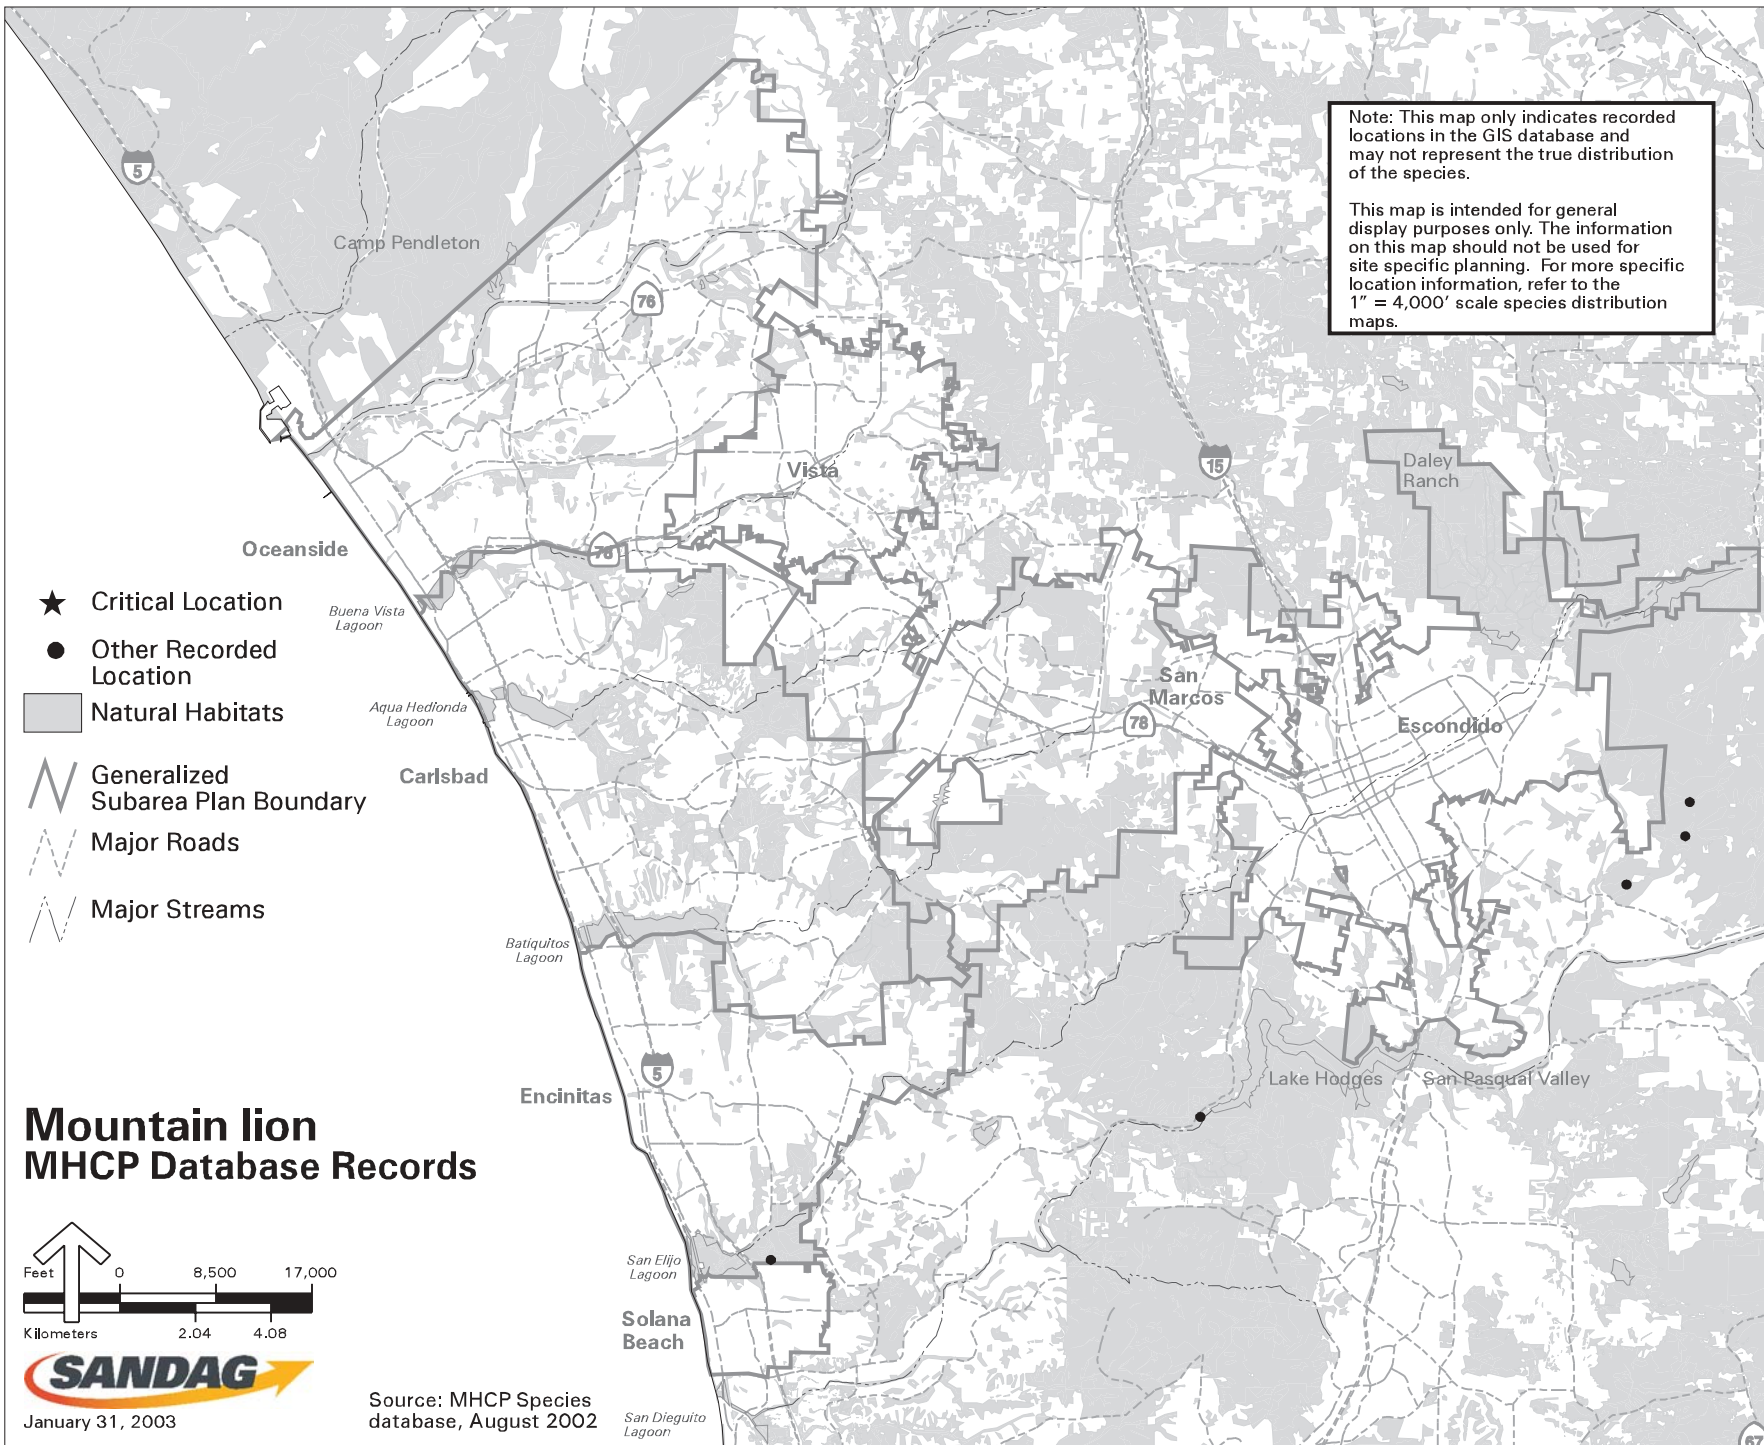 Note: This map only indicates recorded
locations in the GIS database and
may not represent the true distribution
of the species.
This map is intended for general
display purposes only. The information
on this map should not be used for
site specific planning. For more specific
location information, refer to the
1” = 4,000’ scale species distribution
maps.
5
Camp Pendleton
76
15
Daley
Ranch
Vista
Oceanside
78
Critical Location
Buena Vista
Lagoon
Other Recorded
Location
Natural Habitats
San
Marcos
Aqua Hedionda
Lagoon
78
Escondido
Generalized
Subarea Plan Boundary
Carlsbad
Major Roads
Major Streams
Batiquitos
Lagoon
5
Encinitas
Lake Hodges
San Pasqual Valley
Mountain lion
MHCP Database Records
San Elijo
Lagoon
Feet 0 8,500 17,000
Kilometers 2.04 4.08
Solana
Beach
SANDAG
January 31, 2003
Source: MHCP Species
database, August 2002
San Dieguito
Lagoon
67